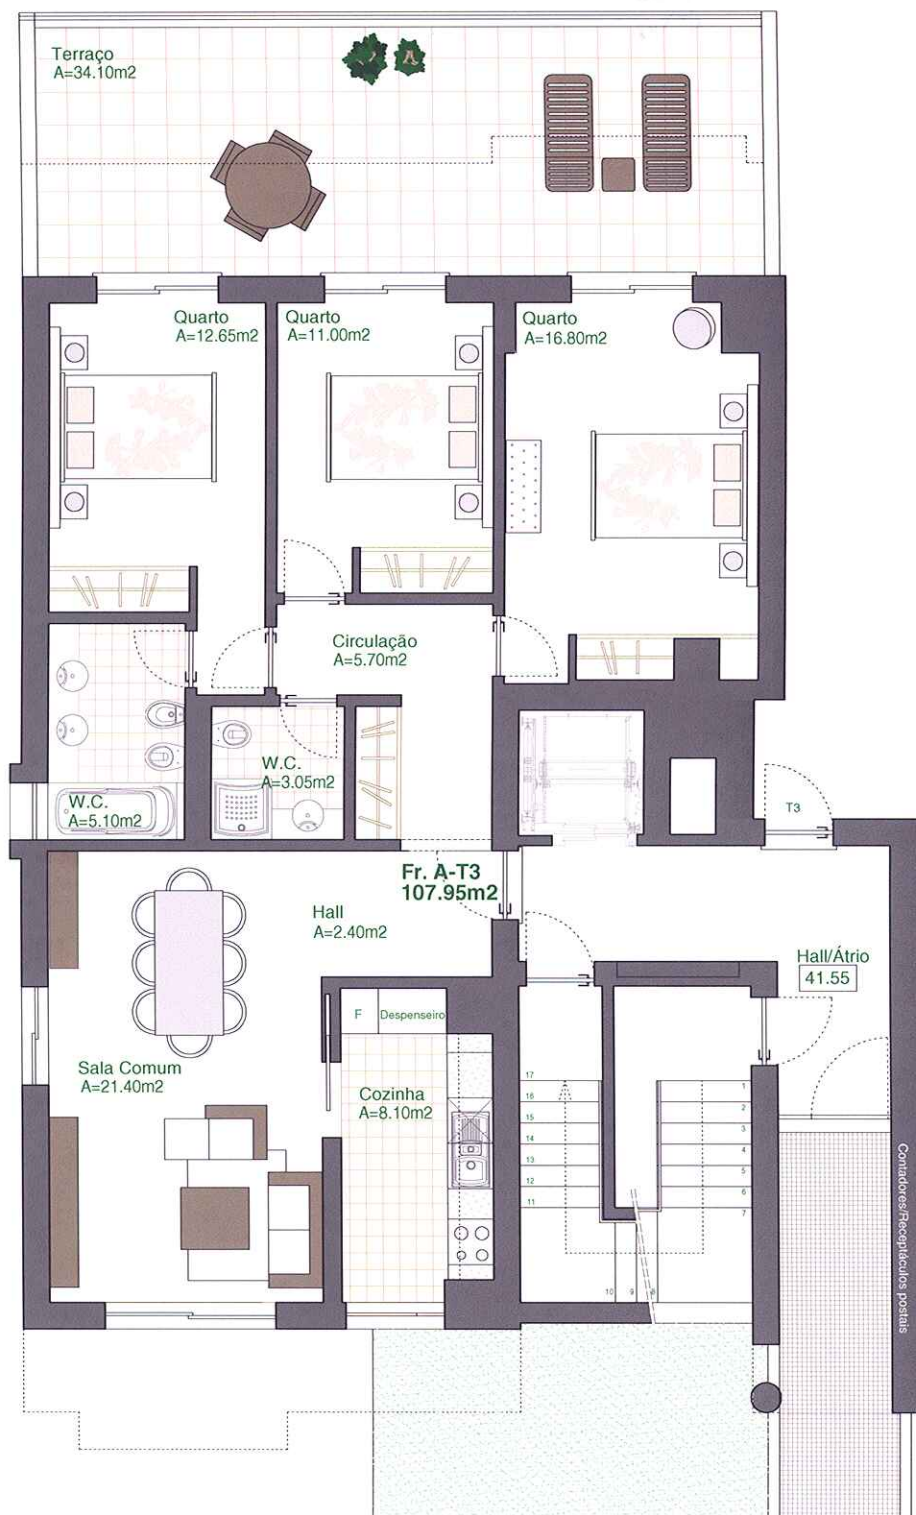 Terraço
A=34.10m2
Quarto
A=12.65m2
Quarto
A=11.00m2
Quarto
A=16.80m2
Circulação
A=5.70m2
W.C.
A=5.10m2
W.C.
A=3.05m2
T3
Fr. A-T3
107.95m2
Hall
A=2.40m2
Hall/Átrio
41.55
F
Despenseiro
Sala Comum
A=21.40m2
Cozinha
A=8.10m2
17
16
15
14
13
12
11
10
9
8
1
2
3
4
5
6
7
Contadores/Receptáculos postais